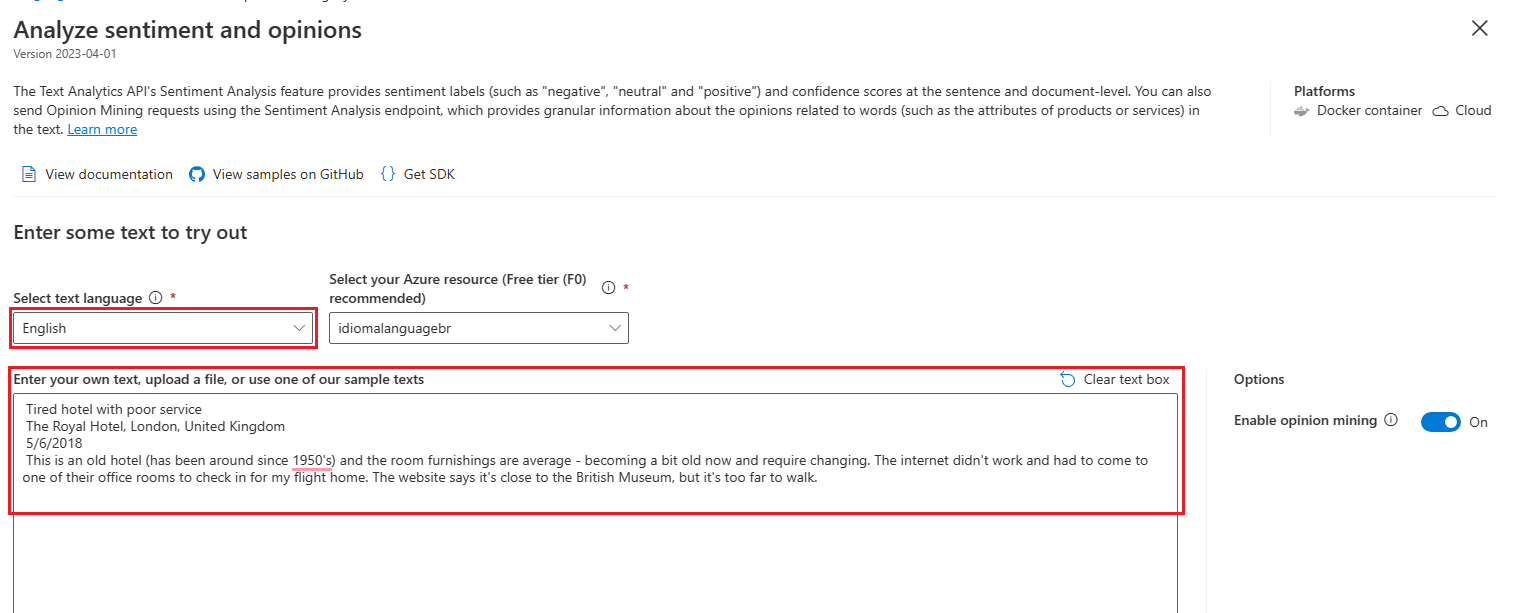 Analyze sentiment and opinions
Version 2023-04-01
The Text Analytics API's Sentiment Analysis feature provides sentiment labels (such as "negative", "neutral" and "positive") and confidence scores at the sentence and document-level. You can also
send Opinion Mining requests using the Sentiment Analysis endpoint, which provides granular information about the opinions related to words (such as the attributes of products or services) in
the text. Learn more
Platforms
Docker container Cloud
View documentation View samples on GitHub {} Get SDK
Enter some text to try out
Select text language *
English
Select your Azure resource (Free tier (F0)
recommended) *
idiomalanguagebr
Enter your own text, upload a file, or use one of our sample texts
Clear text box
Tired hotel with poor service
The Royal Hotel, London, United Kingdom
5/6/2018
This is an old hotel (has been around since 1950's) and the room furnishings are average - becoming a bit old now and require changing. The internet didn't work and had to come to
one of their office rooms to check in for my flight home. The website says it's close to the British Museum, but it's too far to walk.
Options
Enable opinion mining On